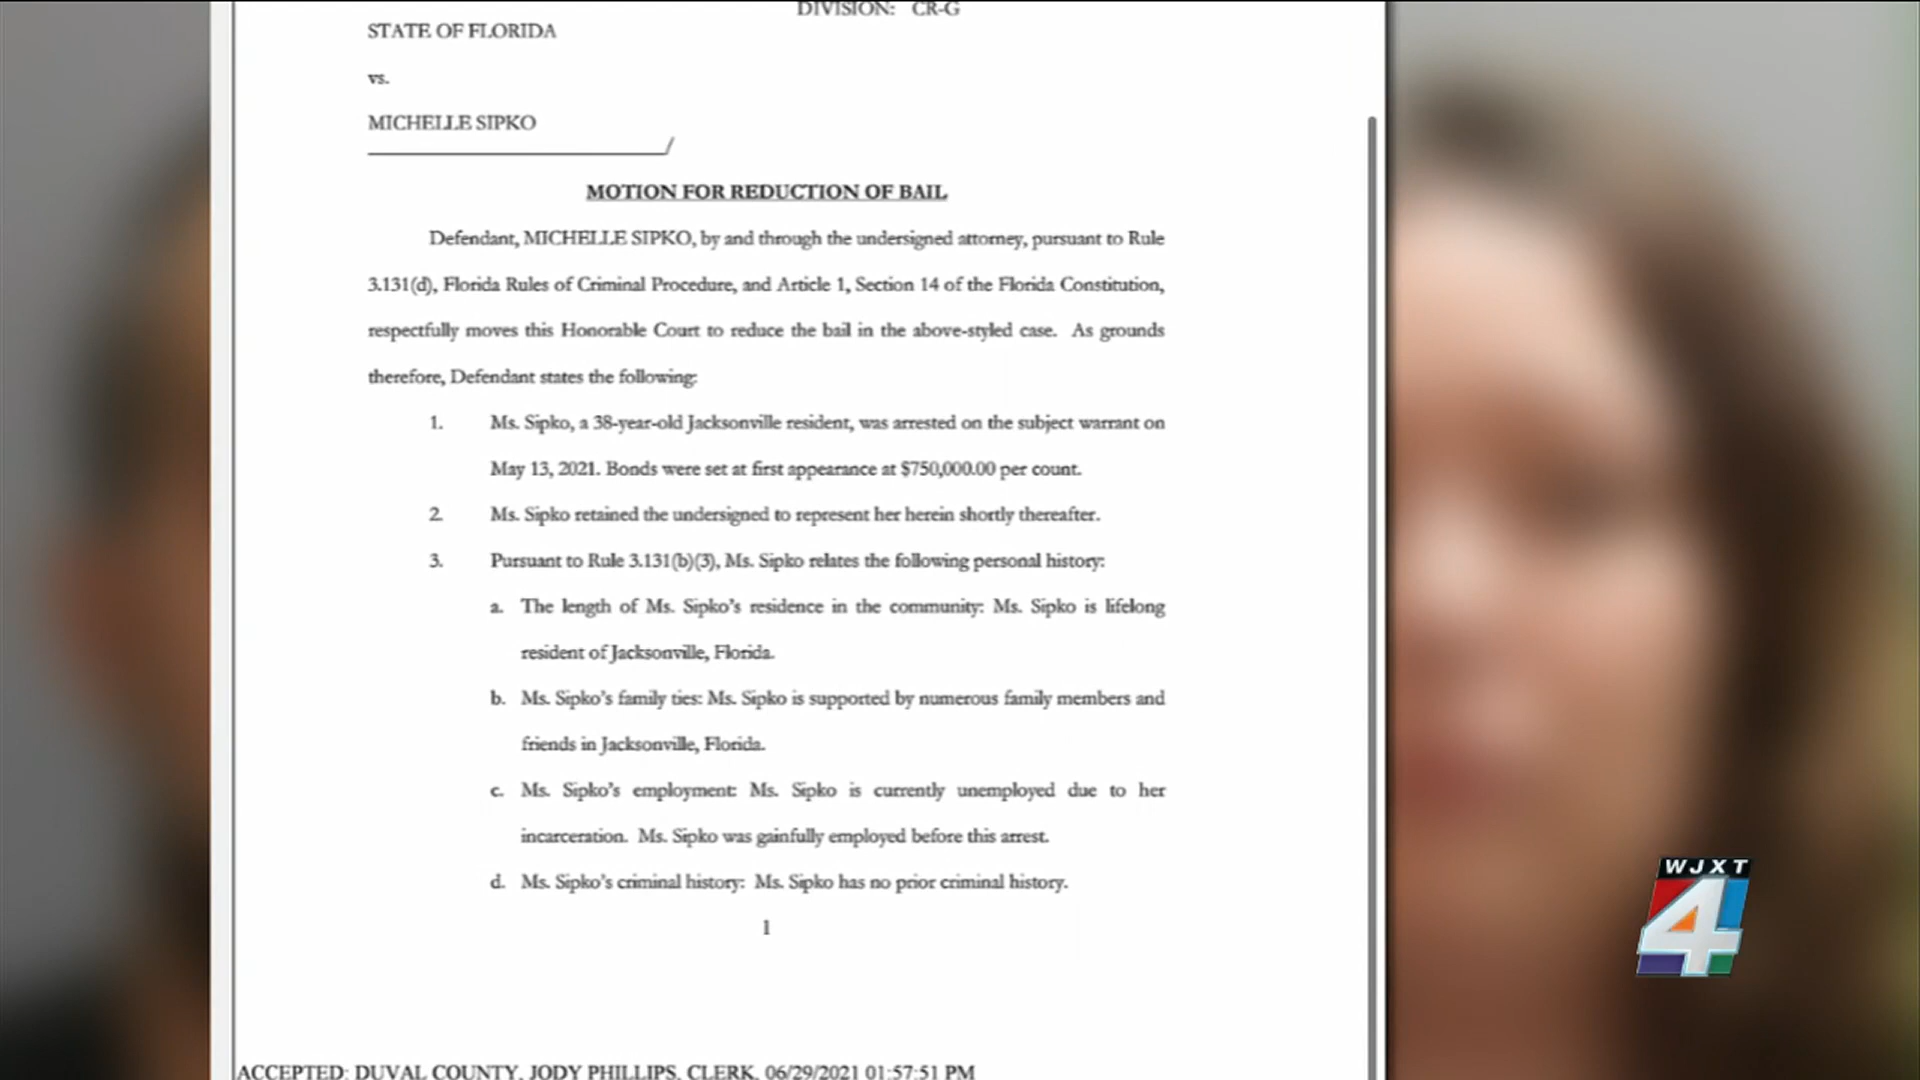 DIVISION: CR-G
STATE OF FLORIDA
vs.
MICHELLE SIPKO
/
MOTION FOR REDUCTION OF BAIL
Defendant, MICHELLE SIPKO, by and through the undersigned attorney, pursuant to Rule
3.131(d), Florida Rules of Criminal Procedure, and Article 1, Section 14 of the Florida Constitution,
respectfully moves this Honorable Court to reduce the bail in the above-styled case. As grounds
therefore, Defendant states the following:
1. Ms. Sipko, a 38-year-old Jacksonville resident, was arrested on the subject warrant on
May 13, 2021. Bonds were set at first appearance at $750,000.00 per count.
2. Ms. Sipko retained the undersigned to represent her herein shortly thereafter.
3. Pursuant to Rule 3.131(b)(3), Ms. Sipko relates the following personal history:
a. The length of Ms. Sipko's residence in the community: Ms. Sipko is lifelong
resident of Jacksonville, Florida.
b. Ms. Sipko's family ties: Ms. Sipko is supported by numerous family members and
friends in Jacksonville, Florida.
c. Ms. Sipko's employment: Ms. Sipko is currently unemployed due to her
incarceration. Ms. Sipko was gainfully employed before this arrest.
d. Ms. Sipko's criminal history: Ms. Sipko has no prior criminal history.
1
ACCEPTED: DUVAL COUNTY, JODY PHILLIPS, CLERK, 06/29/2021 01:57:51 PM
WJXT
4